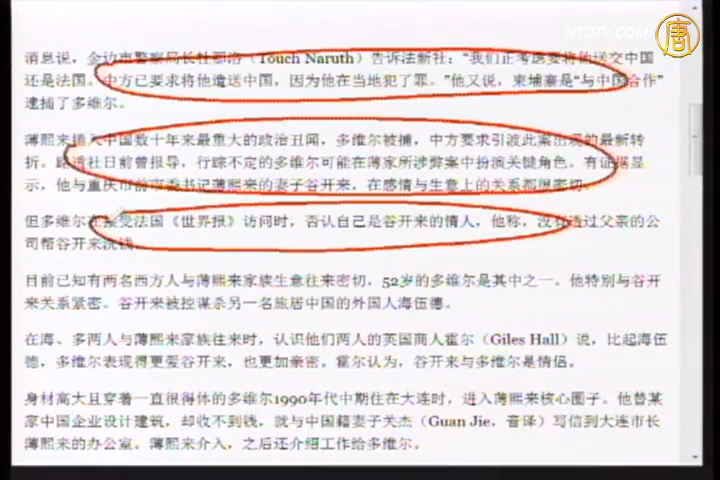 NTDTV.COM
唐
消息说，金边市警察局长杜那洛（Touch Naruth）告诉法新社："我们正考虑要将他送交中国
还是法国。中方已要求将他遣送中国，因为他在当地犯了罪。"他又说，柬埔寨是"与中国合作"
逮捕了多维尔。
薄熙来捲入中国数十年来最重大的政治丑闻，多维尔被捕，中方要求引渡此案出现的最新转
折。路透社日前曾报导，行踪不定的多维尔可能在薄家所涉弊案中扮演关键角色。有证据显
示，他与重庆市前市委书记薄熙来的妻子谷开来，在感情与生意上的关系都很密切。
但多维尔在接受法国《世界报》访问时，否认自己是谷开来的情人，他称，没有透过父亲的公
司帮谷开来洗钱。
目前已知有两名西方人与薄熙来家族生意往来密切，52岁的多维尔是其中之一。他特别与谷开
来关系紧密。谷开来被控谋杀另一名旅居中国的外国人海伍德。
在海、多两人与薄熙来家族往来时，认识他们两人的英国商人霍尔（Giles Hall）说，比起海伍
德，多维尔表现得更爱谷开来，也更加亲密。霍尔认为，谷开来与多维尔是情侣。
身材高大且穿着一直很得体的多维尔1990年代中期住在大连时，进入薄熙来核心圈子。他替某
家中国企业设计建筑，却收不到钱，就与中国籍妻子关杰（Guan Jie，音译）写信到大连市长
薄熙来的办公室。薄熙来介入，之后还介绍工作给多维尔。